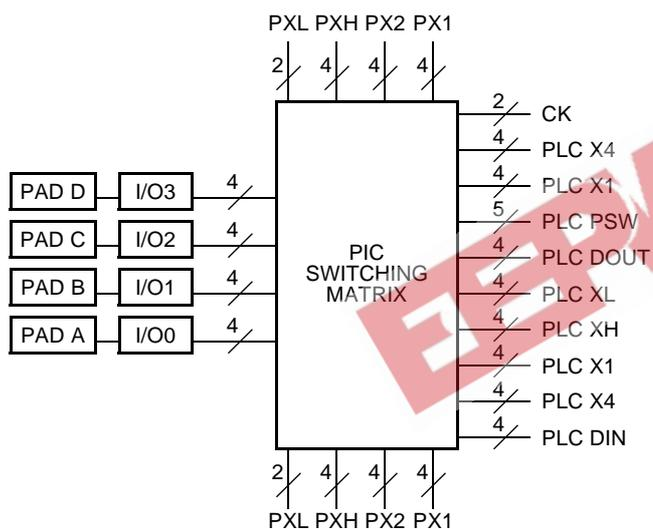 PXL PXH PX2 PX1
2 4 4 4
2 CK
4 PLC X4
4 PLC X1
5 PLC PSW
4 PLC DOUT
4 PLC XL
4 PLC XH
4 PLC X1
4 PLC X4
4 PLC DIN
PAD D I/O3 4
PAD C I/O2 4
PAD B I/O1 4
PAD A I/O0 4
PIC
SWITCHING
MATRIX
2 4 4 4
PXL PXH PX2 PX1